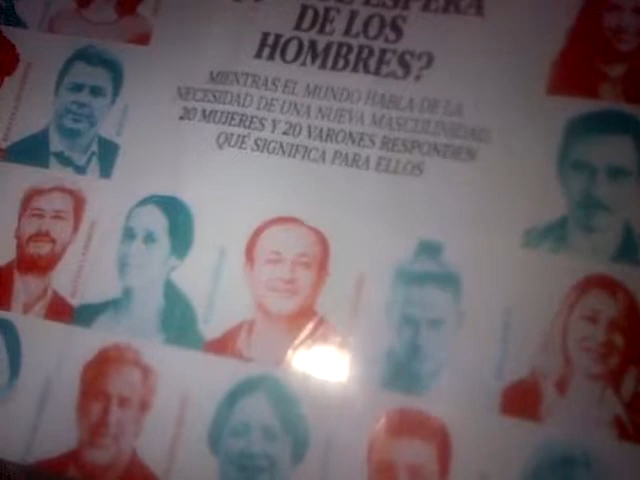 ESPERA
DE LOS
HOMBRES?
MIENTRAS EL MUNDO HABLA DE LA
NECESIDAD DE UNA NUEVA MASCULINIDAD,
20 MUJERES Y 20 VARONES RESPONDEN
QUÉ SIGNIFICA PARA ELLOS